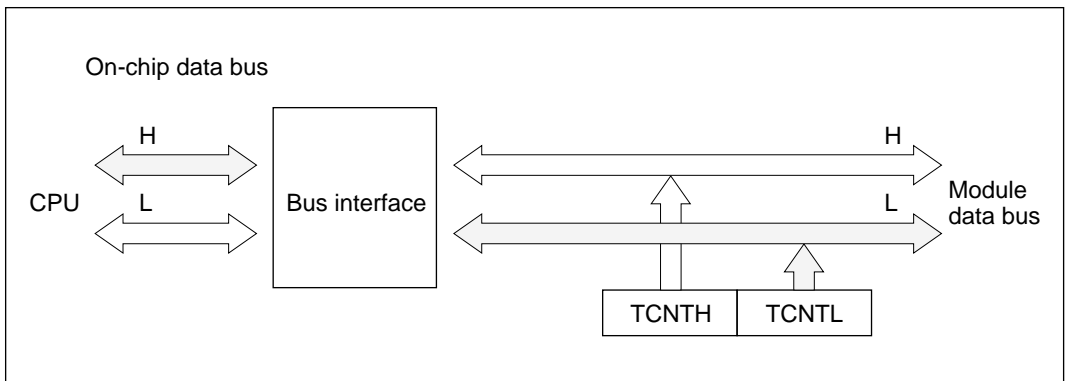 On-chip data bus
H
H
CPU
L
Bus interface
L
Module
data bus
TCNTH
TCNTL